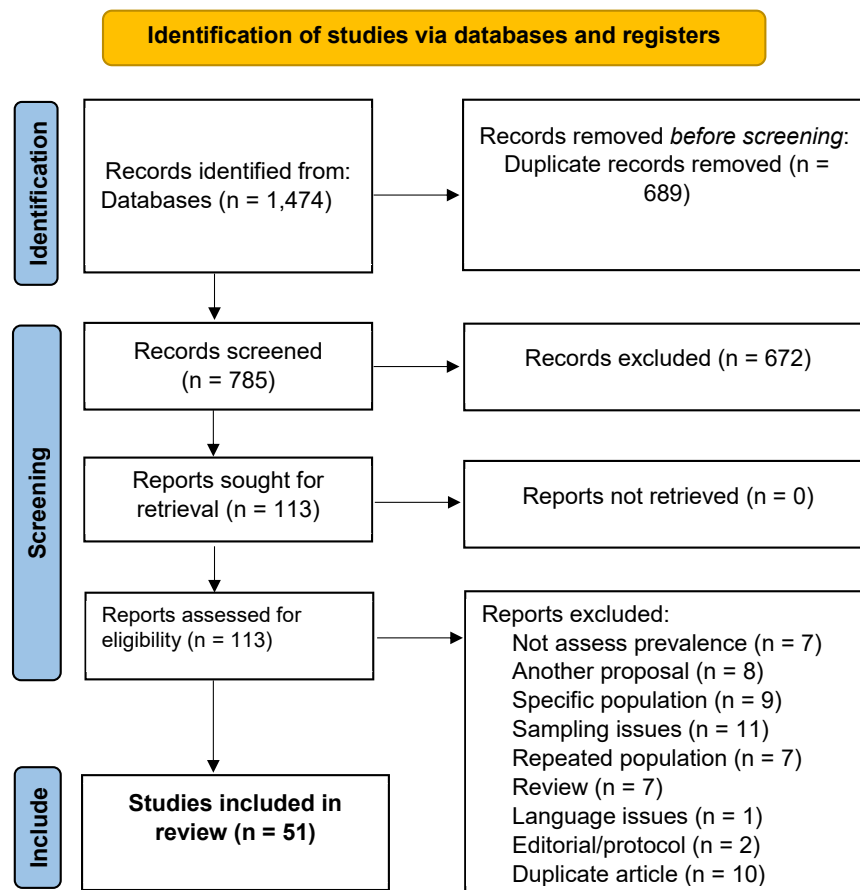 Identification of studies via databases and registers
Identification
Records identified from:
Databases (n = 1,474)
Records removed before screening:
Duplicate records removed (n =
689)
Screening
Records screened
(n = 785)
Records excluded (n = 672)
Reports sought for
retrieval (n = 113)
Reports not retrieved (n = 0)
Reports assessed for
eligibility (n = 113)
Reports excluded:
Not assess prevalence (n = 7)
Another proposal (n = 8)
Specific population (n = 9)
Sampling issues (n = 11)
Repeated population (n = 7)
Review (n = 7)
Language issues (n = 1)
Editorial/protocol (n = 2)
Duplicate article (n = 10)
Include
Studies included in
review (n = 51)